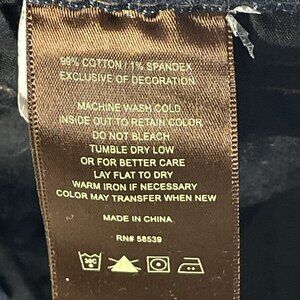 99% COTTON / 1% SPANDEX
EXCLUSIVE OF DECORATION
MACHINE WASH COLD
INSIDE OUT TO RETAIN COLOR
DO NOT BLEACH
TUMBLE DRY LOW
OR FOR BETTER CARE
LAY FLAT TO DRY
WARM IRON IF NECESSARY
COLOR MAY TRANSFER WHEN NEW
MADE IN CHINA
RN# 58539
30C